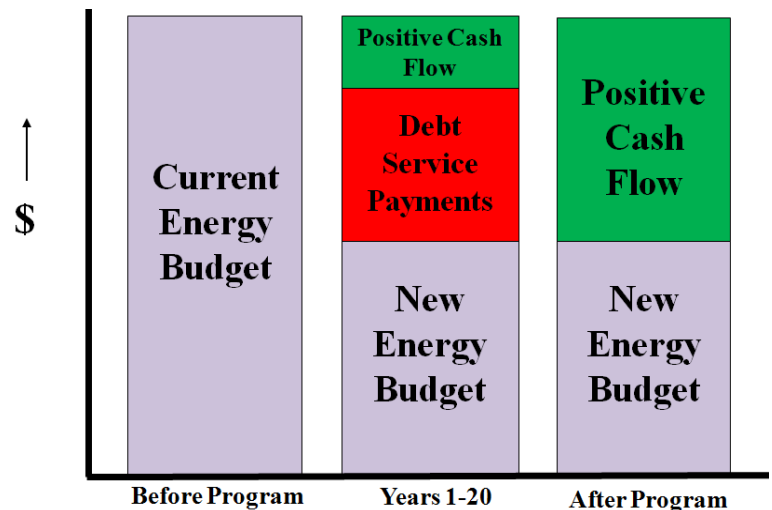 $
Current
Energy
Budget
Positive Cash
Flow
Debt
Service
Payments
New
Energy
Budget
Positive
Cash
Flow
New
Energy
Budget
Before Program
Years 1-20
After Program